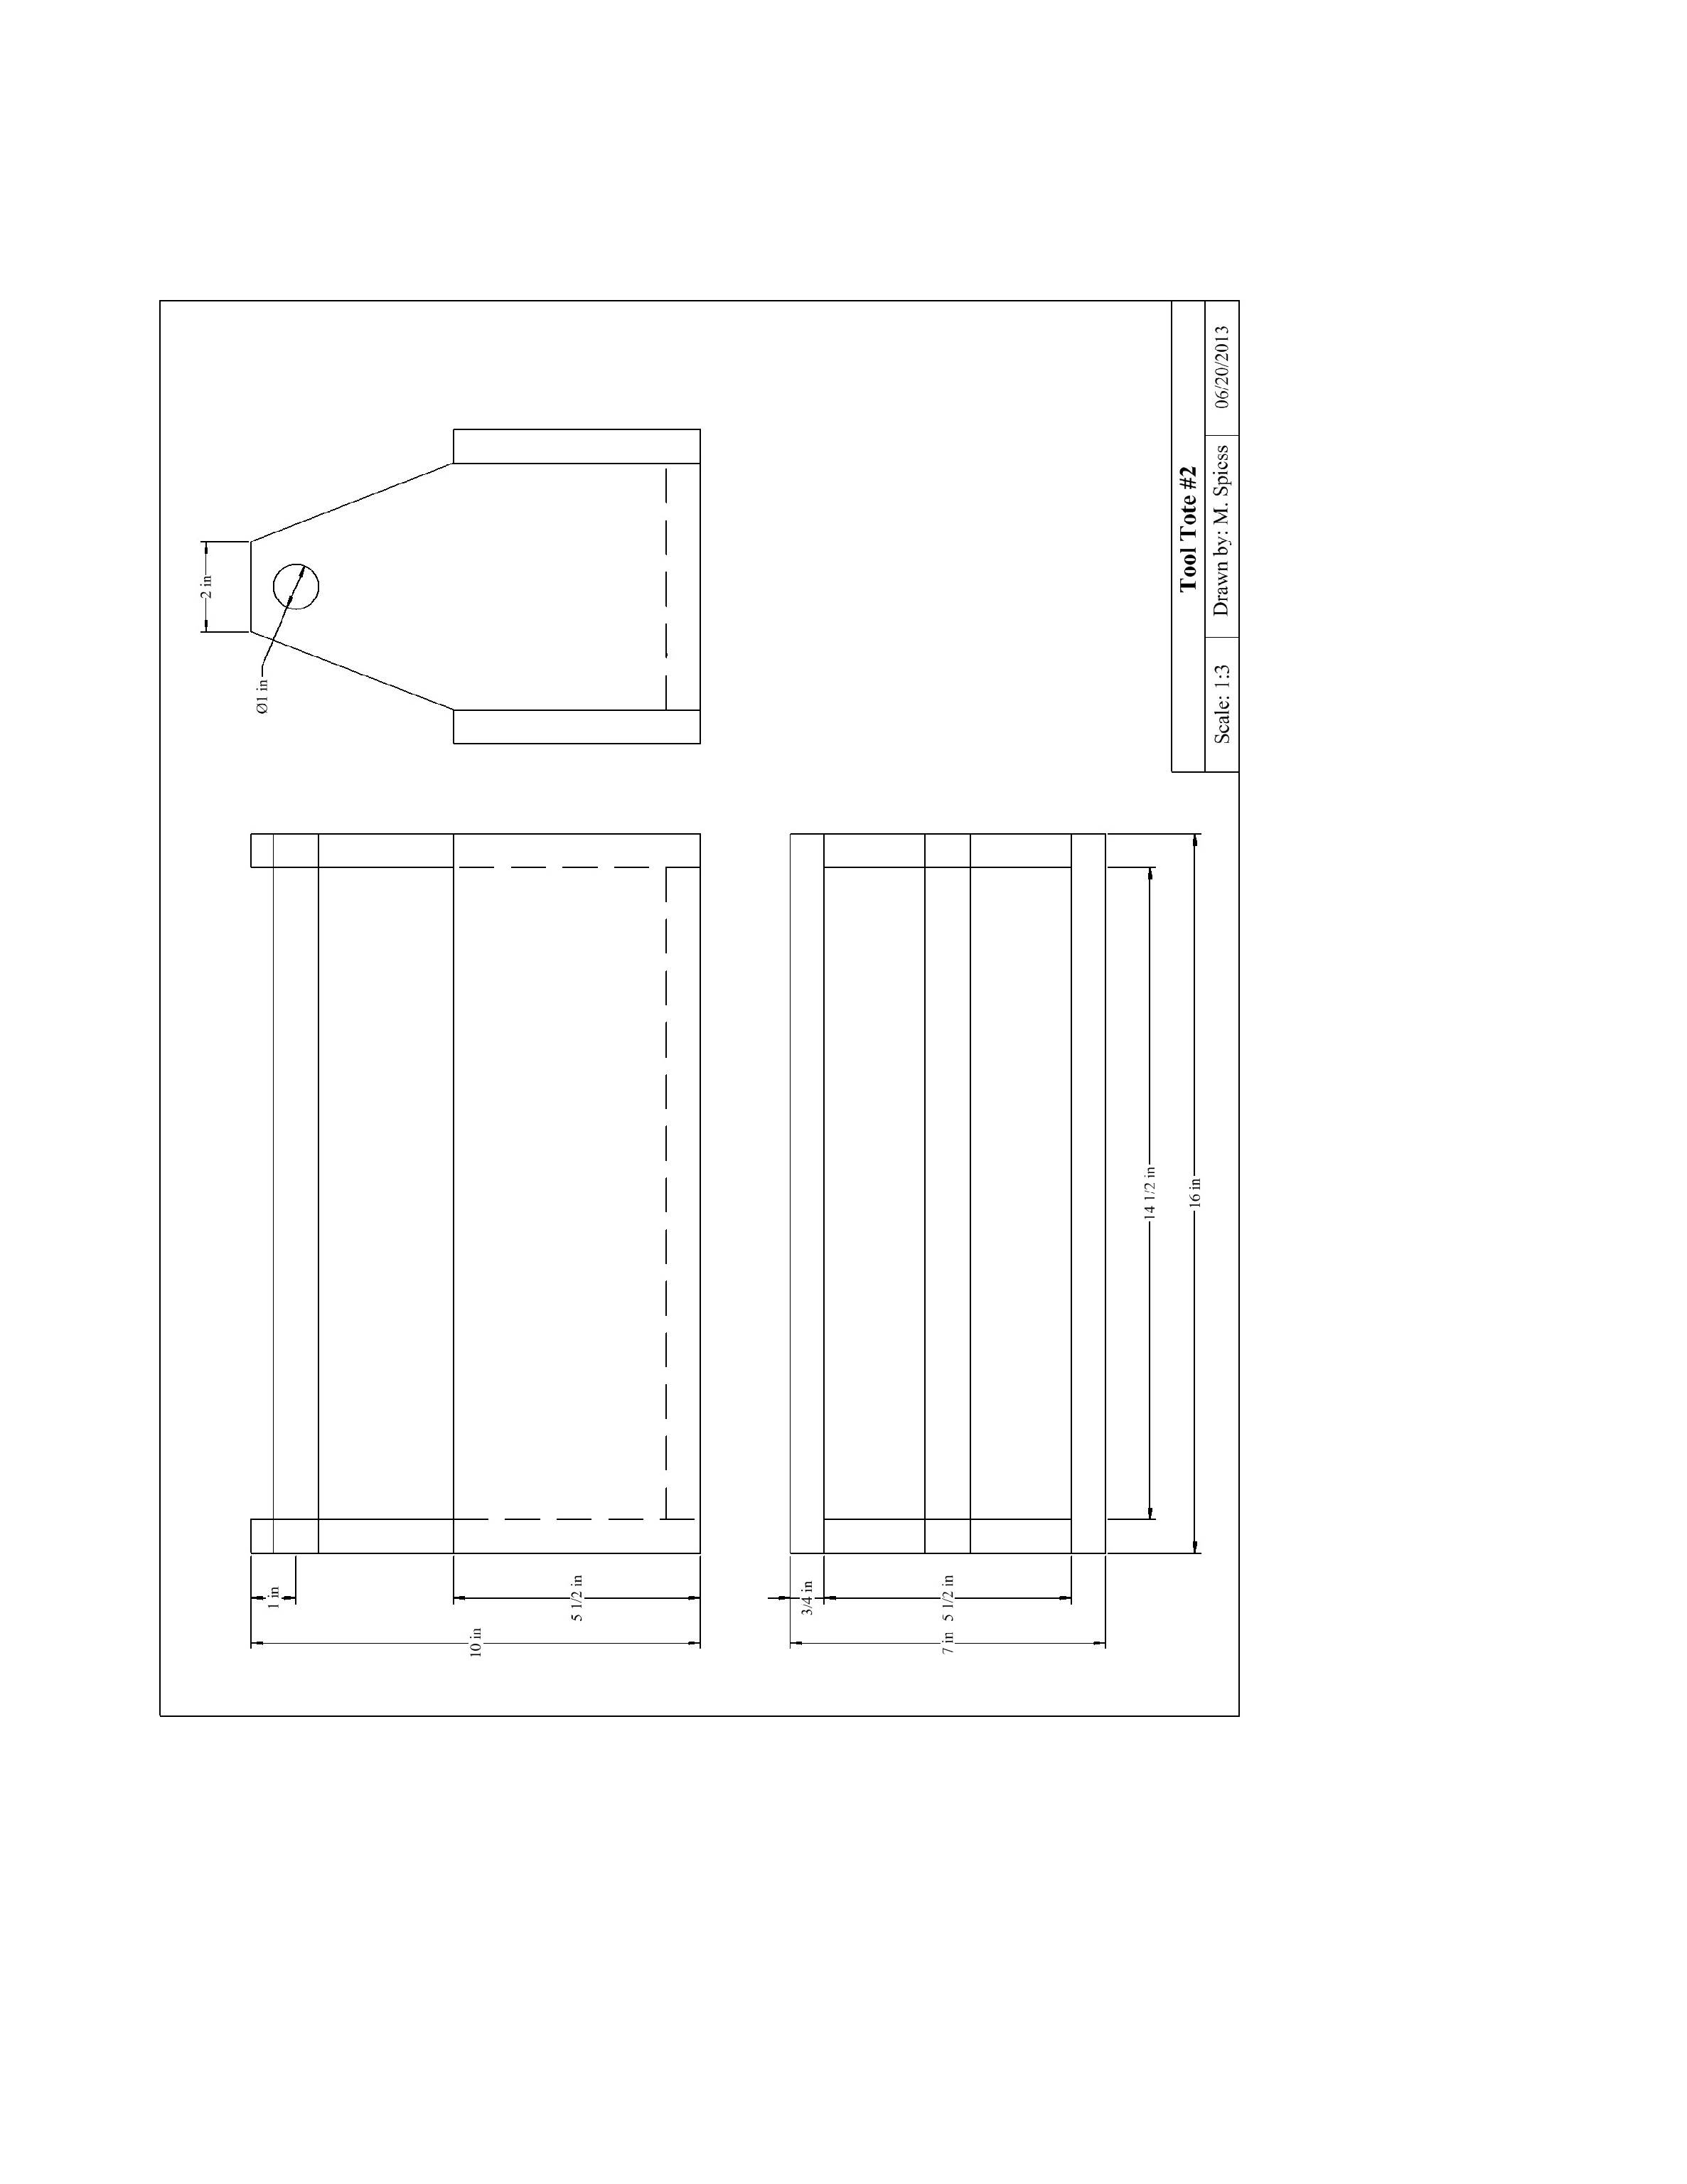 2 in
Ø1 in
1 in
10 in
5 1/2 in
3/4 in
7 in
5 1/2 in
14 1/2 in
16 in
Tool Tote #2
Scale: 1:3
Drawn by: M. Spiess
06/20/2013